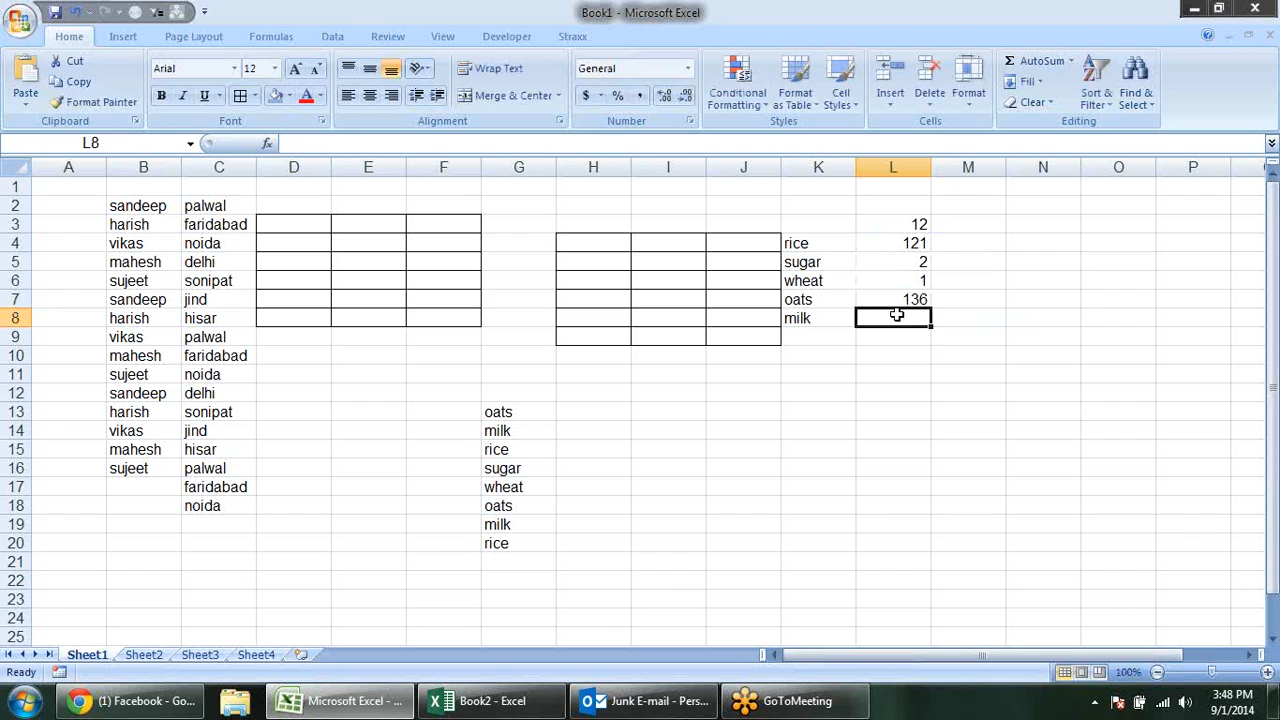 Book1 - Microsoft Excel
Home Insert Page Layout Formulas Data Review View Developer Straxx
Paste Cut Copy Format Painter Clipboard
Arial 12 Font
Wrap Text Merge & Center Alignment
General $ % , Number
Conditional Formatting Format as Table Cell Styles Styles
Insert Delete Format Cells
AutoSum Fill Clear Sort & Filter Find & Select Editing
L8 fx
A B C D E F G H I J K L M N O P
1
2 sandeep palwal
3 harish faridabad 12
4 vikas noida rice 121
5 mahesh delhi sugar 2
6 sujeet sonipat wheat 1
7 sandeep jind oats 136
8 harish hisar milk
9 vikas palwal
10 mahesh faridabad
11 sujeet noida
12 sandeep delhi
13 harish sonipat oats
14 vikas jind milk
15 mahesh hisar rice
16 sujeet palwal sugar
17 faridabad wheat
18 noida oats
19 milk
20 rice
21
22
23
24
25
Sheet1 Sheet2 Sheet3 Sheet4
Ready 100%
(1) Facebook - Go... Microsoft Excel - ... Book2 - Excel Junk E-mail - Pers... GoToMeeting 3:48 PM
9/1/2014